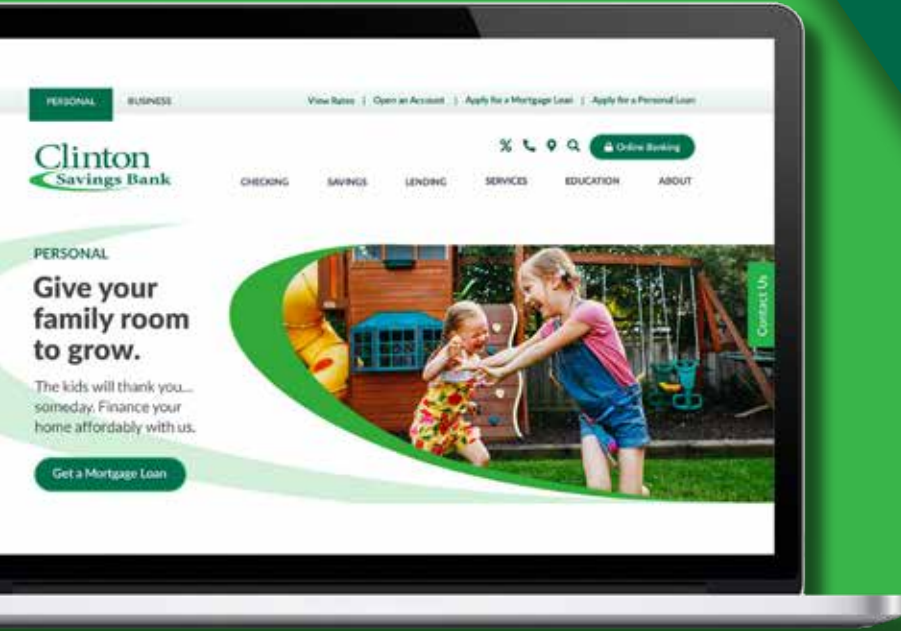 PERSONAL BUSINESS View Rates | Open an Account | Apply for a Mortgage Loan | Apply for a Personal Loan
Online Banking
Clinton
Savings Bank
CHECKING SAVINGS LENDING SERVICES EDUCATION ABOUT
PERSONAL
Give your
family room
to grow.
The kids will thank you...
someday. Finance your
home affordably with us.
Get a Mortgage Loan
Contact Us